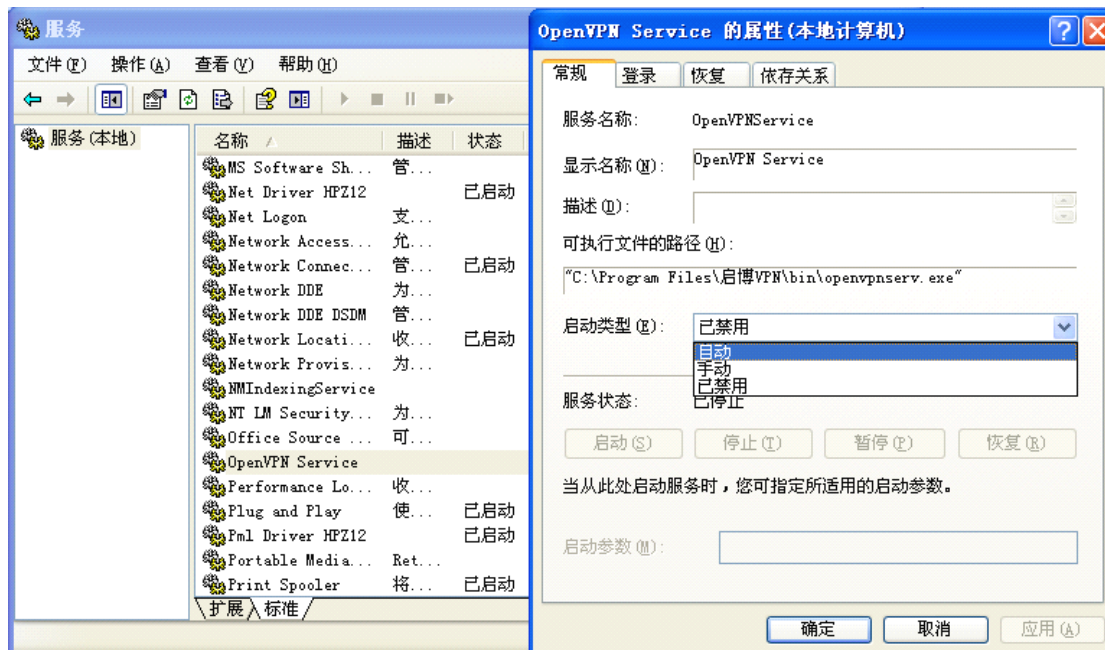 服务
文件(F) 操作(A) 查看(V) 帮助(H)
服务(本地)
名称 描述 状态
MS Software Sh... 管...
Net Driver HPZ12 已启动
Net Logon 支...
Network Access... 允...
Network Connec... 管... 已启动
Network DDE 为...
Network DDE DSDM 管...
Network Locati... 收... 已启动
Network Provis... 为...
NMIndexingService
NT LM Security... 为...
Office Source ... 可...
OpenVPN Service
Performance Lo... 收...
Plug and Play 使... 已启动
Pml Driver HPZ12 已启动
Portable Media... Ret...
Print Spooler 将... 已启动
扩展 标准
OpenVPN Service 的属性(本地计算机)
常规 登录 恢复 依存关系
服务名称: OpenVPNService
显示名称(N): OpenVPN Service
描述(D):
可执行文件的路径(H):
"C:\Program Files\启博VPN\bin\openvpnserv.exe"
启动类型(E): 已禁用
自动
手动
已禁用
服务状态: 已停止
启动(S) 停止(T) 暂停(P) 恢复(R)
当从此处启动服务时,您可指定所适用的启动参数。
启动参数(M):
确定 取消 应用(A)